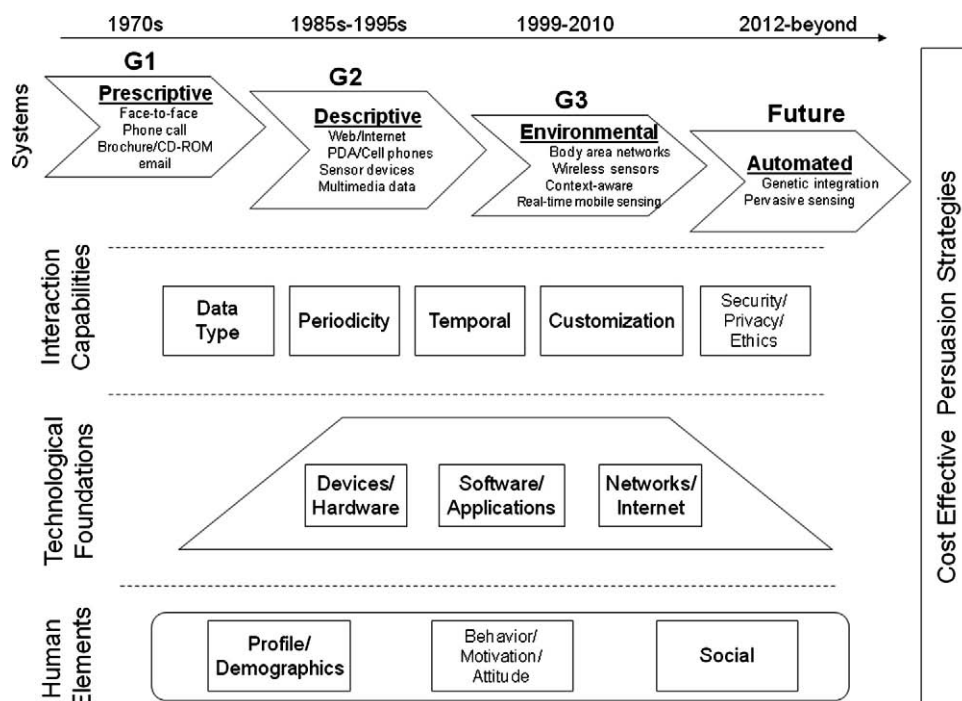 1970s
1985s-1995s
1999-2010
2012-beyond
Systems
G1
Prescriptive
Face-to-face
Phone call
Brochure/CD-ROM
email
G2
Descriptive
Web/Internet
PDA/Cell phones
Sensor devices
Multimedia data
G3
Environmental
Body area networks
Wireless sensors
Context-aware
Real-time mobile sensing
Future
Automated
Genetic integration
Pervasive sensing
Interaction
Capabilities
Data
Type
Periodicity
Temporal
Customization
Security/
Privacy/
Ethics
Technological
Foundations
Devices/
Hardware
Software/
Applications
Networks/
Internet
Human
Elements
Profile/
Demographics
Behavior/
Motivation/
Attitude
Social
Cost Effective Persuasion Strategies